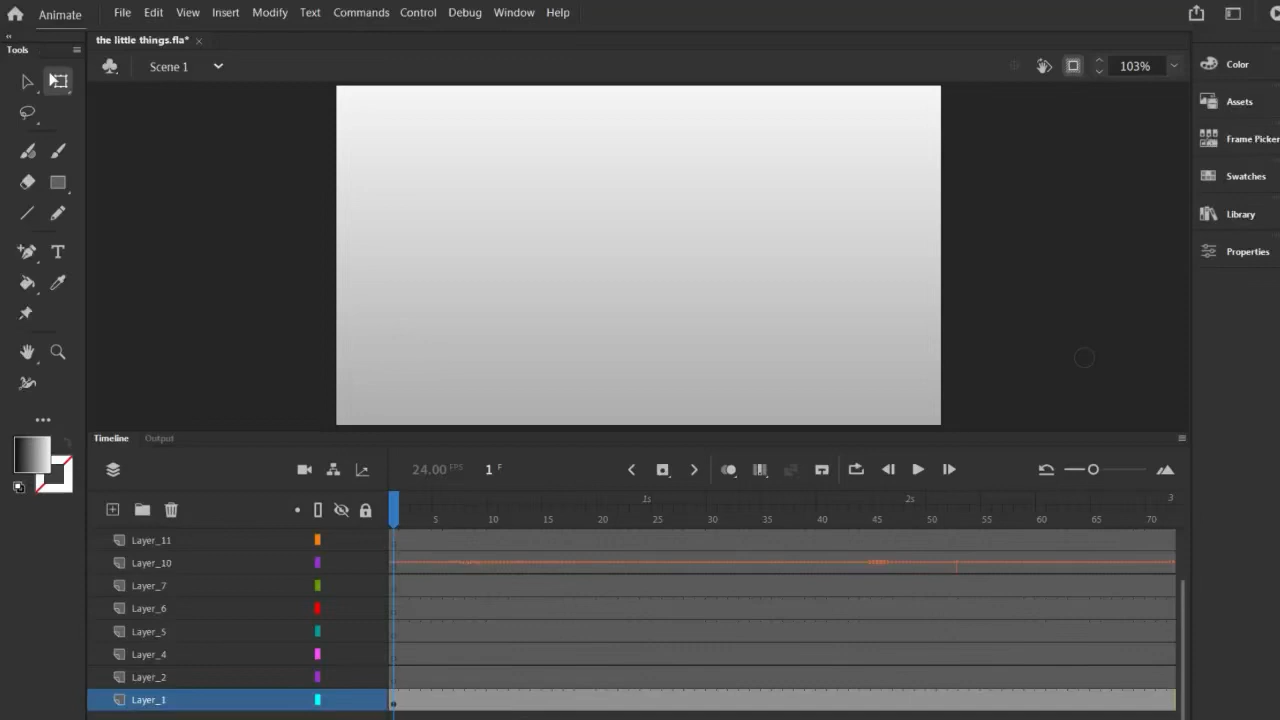 Animate File Edit View Insert Modify Text Commands Control Debug Window Help
Tools
the little things.fla* ×
Scene 1
103%
Color
Assets
Frame Picker
Swatches
Library
Properties
T
Timeline Output
24.00 FPS 1 F
1s 2s 3
5 10 15 20 25 30 35 40 45 50 55 60 65 70
Layer_11
Layer_10
Layer_7
Layer_6
Layer_5
Layer_4
Layer_2
Layer_1